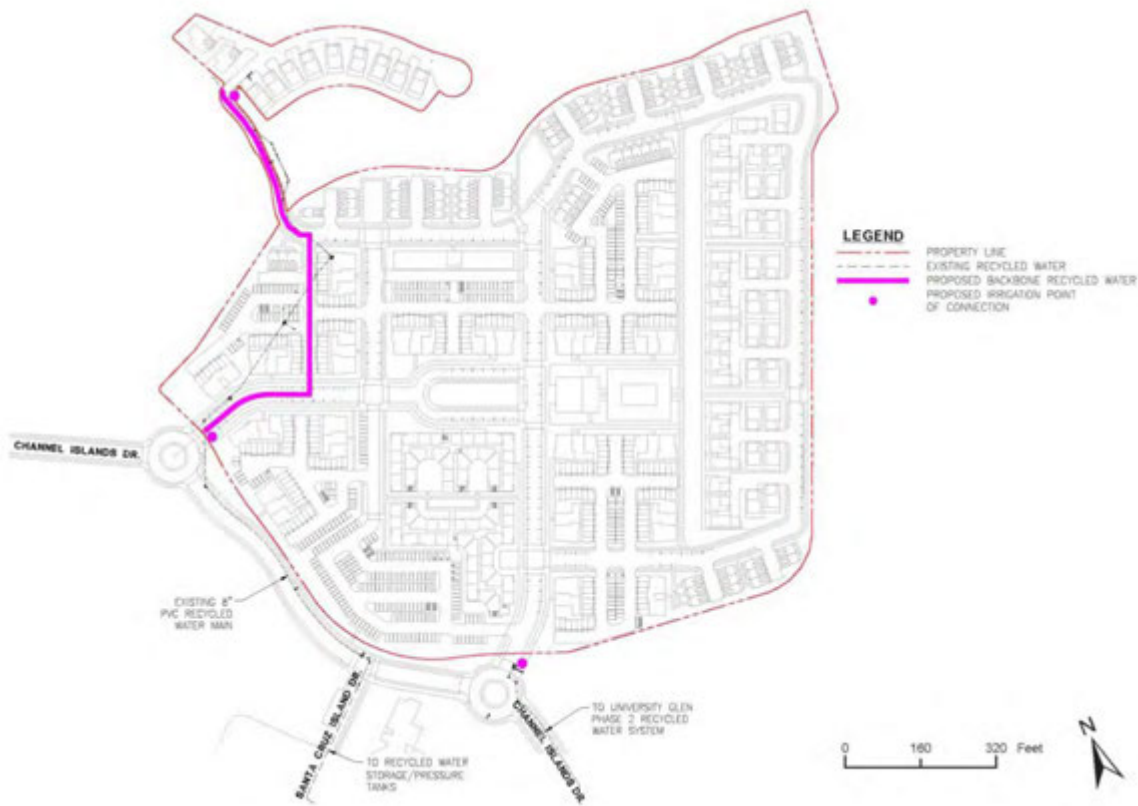 LEGEND
PROPERTY LINE
EXISTING RECYCLED WATER
PROPOSED BACKBONE RECYCLED WATER
PROPOSED IRRIGATION POINT
OF CONNECTION
CHANNEL ISLANDS DR.
EXISTING 8"
PVC RECYCLED
WATER MAIN
SANTA CRUZ ISLAND DR.
TO RECYCLED WATER
STORAGE/PRESSURE
TANKS
CHANNEL ISLANDS DR.
TO UNIVERSITY GLEN
PHASE 2 RECYCLED
WATER SYSTEM
0 160 320 Feet
N